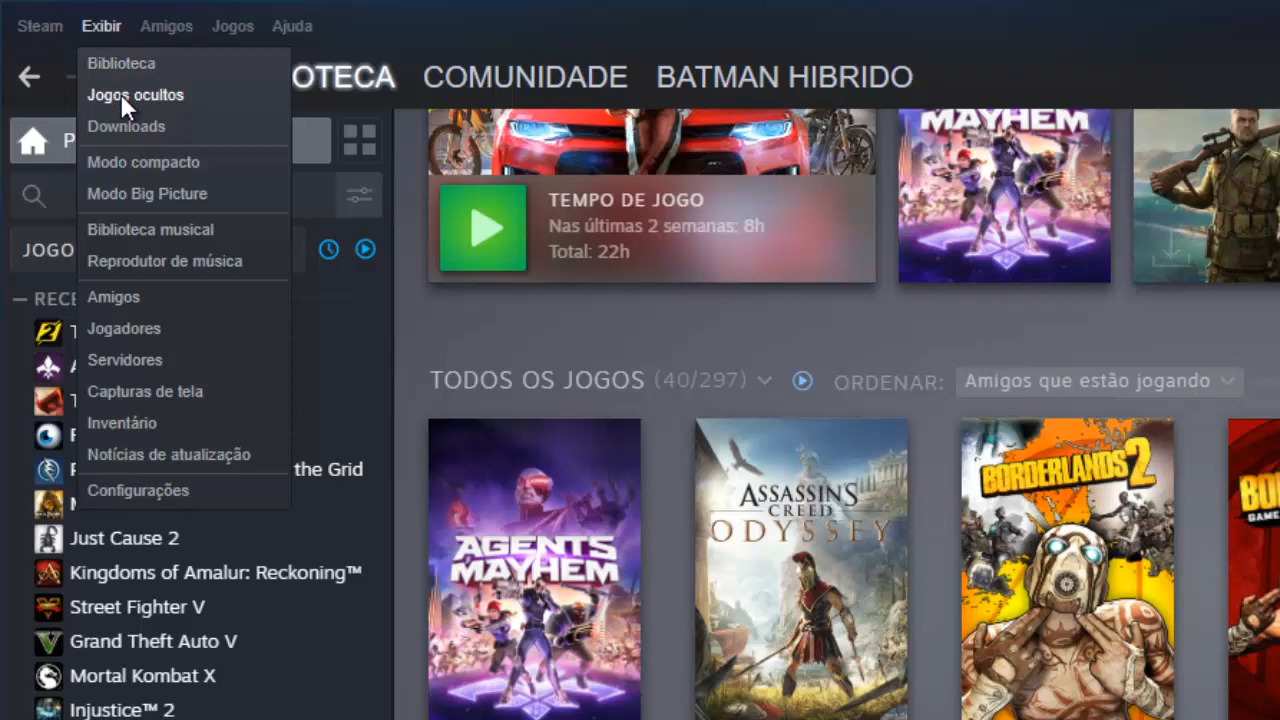 Steam Exibir Amigos Jogos Ajuda
OTECA COMUNIDADE BATMAN HIBRIDO
Biblioteca
Jogos ocultos
Downloads
Modo compacto
Modo Big Picture
Biblioteca musical
Reprodutor de música
Amigos
Jogadores
Servidores
Capturas de tela
Inventário
Notícias de atualização
Configurações
P
JOGO
RECE
the Grid
Just Cause 2
Kingdoms of Amalur: Reckoning™
Street Fighter V
Grand Theft Auto V
Mortal Kombat X
Injustice™ 2
MAYHEM
TEMPO DE JOGO
Nas últimas 2 semanas: 8h
Total: 22h
TODOS OS JOGOS (40/297) ORDENAR: Amigos que estão jogando
AGENTS
MAYHEM
ASSASSIN'S
CREED
ODYSSEY
BORDERLANDS 2
BO
GAME